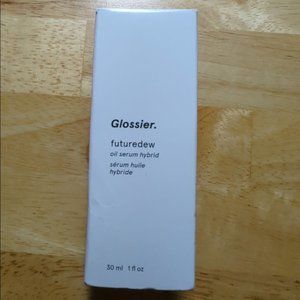 Glossier.
futuredew
oil serum hybrid
sérum huile
hybride
30 ml 1 fl oz